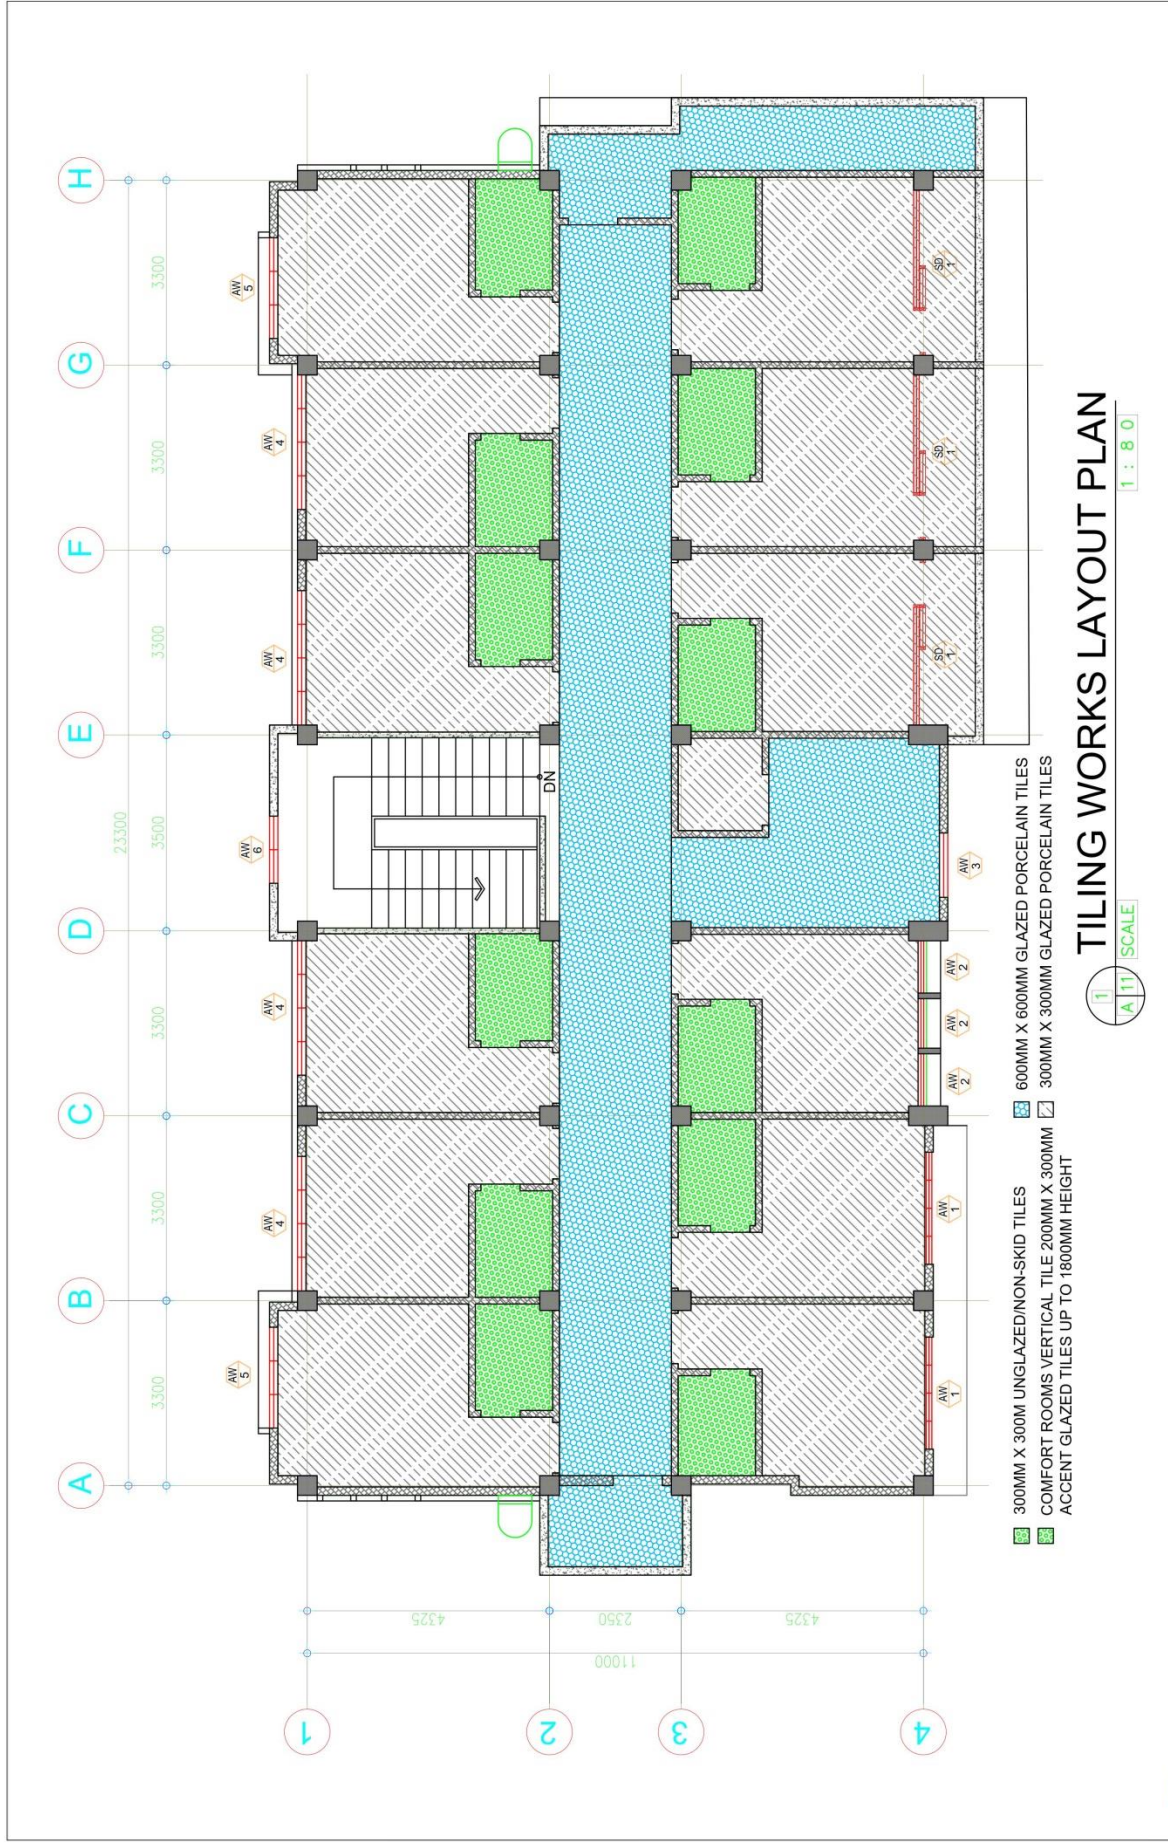 A
B
C
D
E
F
G
H
23300
3300
3300
3300
3500
3300
3300
3300
AW
5
AW
4
AW
4
AW
6
AW
4
AW
4
AW
5
1
2
3
4
4325
2350
4325
11000
DN
AW
1
AW
1
AW
2
AW
2
AW
2
AW
3
SD
1
SD
1
SD
1
300MM X 300M UNGLAZED/NON-SKID TILES
COMFORT ROOMS VERTICAL TILE 200MM X 300MM
ACCENT GLAZED TILES UP TO 1800MM HEIGHT
600MM X 600MM GLAZED PORCELAIN TILES
300MM X 300MM GLAZED PORCELAIN TILES
1
A 11
TILING WORKS LAYOUT PLAN
SCALE
1 : 8 0